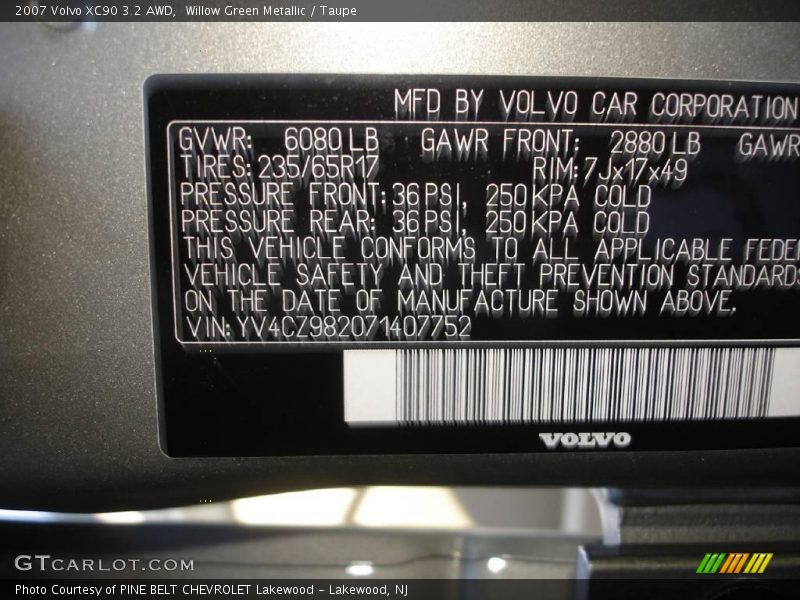 2007 Volvo XC90 3.2 AWD,  Willow Green Metallic / Taupe
MFD BY VOLVO CAR CORPORATION
GVWR: 6080 LB GAWR FRONT: 2880 LB GAWR
TIRES: 235/65R17 RIM: 7Jx17x49
PRESSURE FRONT: 36 PSI, 250 KPA COLD
PRESSURE REAR: 36 PSI, 250 KPA COLD
THIS VEHICLE CONFORMS TO ALL APPLICABLE FEDE
VEHICLE SAFETY AND THEFT PREVENTION STANDARDS
ON THE DATE OF MANUFACTURE SHOWN ABOVE.
VIN: YV4CZ982071407752
VOLVO
GTCARLOT.COM
Photo Courtesy of PINE BELT CHEVROLET Lakewood - Lakewood, NJ